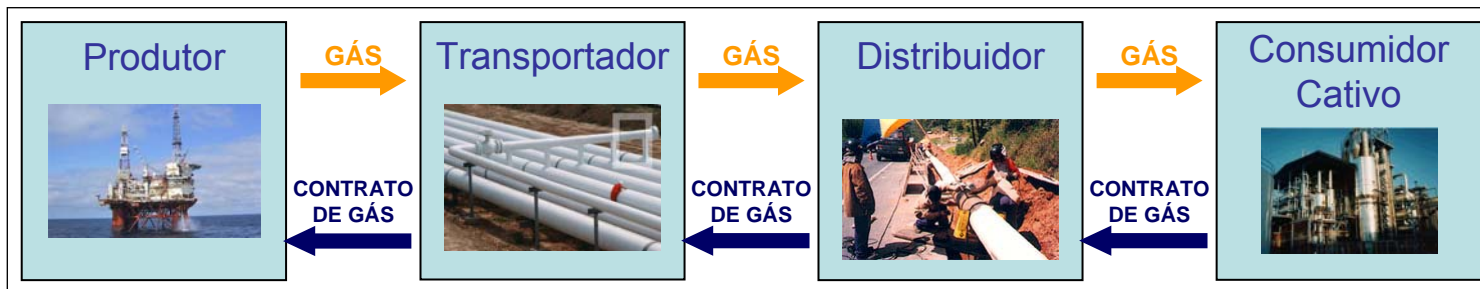 Produtor
GÁS
Transportador
GÁS
Distribuidor
GÁS
Consumidor
Cativo
CONTRATO
DE GÁS
CONTRATO
DE GÁS
CONTRATO
DE GÁS